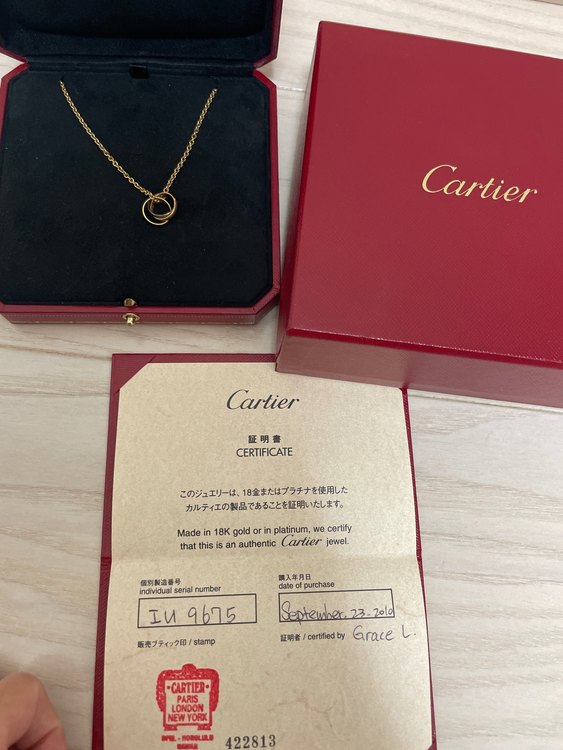 Cartier
Cartier
証明書
CERTIFICATE
このジュエリーは、18金またはプラチナを使用した
カルティエの製品であることを証明いたします。
Made in 18K gold or in platinum, we certify
that this is an authentic Cartier jewel.
個別製造番号
individual serial number
IU 9675
購入年月日
date of purchase
September. 23. 2010
販売ブティック印 / stamp
証明者 / certified by Grace L.
CARTIER
PARIS
LONDON
NEW YORK
HONOLULU
422813